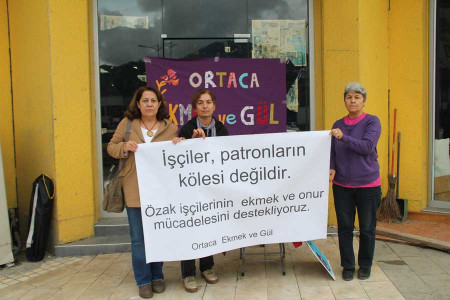 ORTACA
EKMEK ve GÜL
İşçiler, patronların
kölesi değildir.
Özak işçilerinin ekmek ve onur
mücadelesini destekliyoruz.
Ortaca Ekmek ve Gül